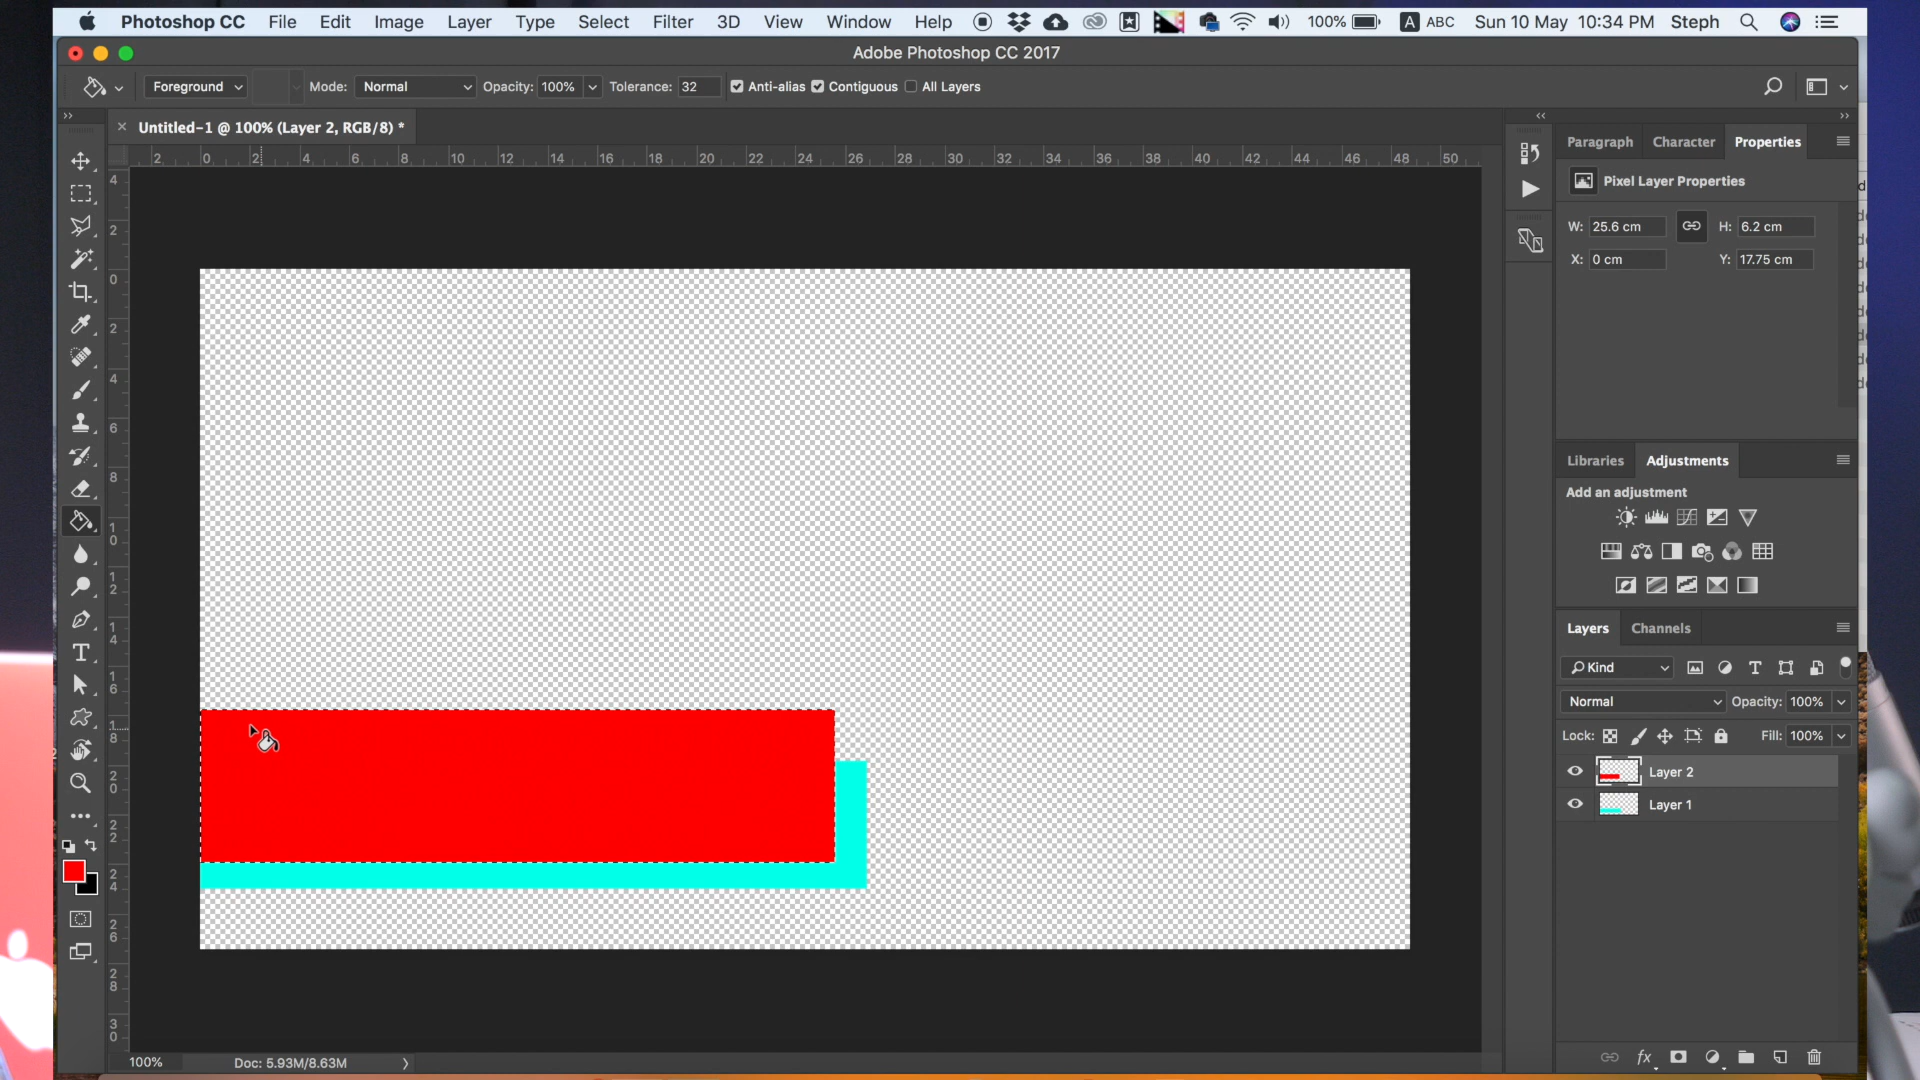 Photoshop CC File Edit Image Layer Type Select Filter 3D View Window Help 100% A ABC Sun 10 May 10:34 PM Steph
Adobe Photoshop CC 2017
Foreground Mode: Normal Opacity: 100% Tolerance: 32 Anti-alias Contiguous All Layers
Untitled-1 @ 100% (Layer 2, RGB/8) *
2 0 2 4 6 8 10 12 14 16 18 20 22 24 26 28 30 32 34 36 38 40 42 44 46 48 50
4
2
0
2
4
6
8
10
12
14
16
18
20
22
24
26
28
30
Paragraph Character Properties
Pixel Layer Properties
W: 25.6 cm H: 6.2 cm
X: 0 cm Y: 17.75 cm
Libraries Adjustments
Add an adjustment
Layers Channels
Kind
Normal Opacity: 100%
Lock: Fill: 100%
Layer 2
Layer 1
fx
100% Doc: 5.93M/8.63M